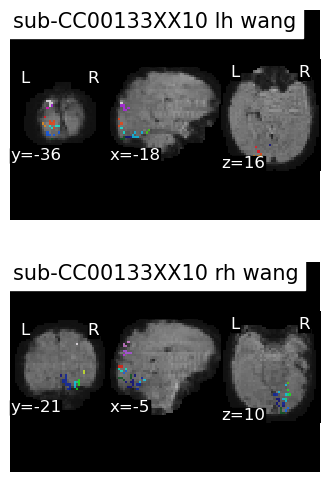 sub-CC00133XX10 lh wang
L R
L R
y=-36
x=-18
z=16
sub-CC00133XX10 rh wang
L R
L R
y=-21
x=-5
z=10